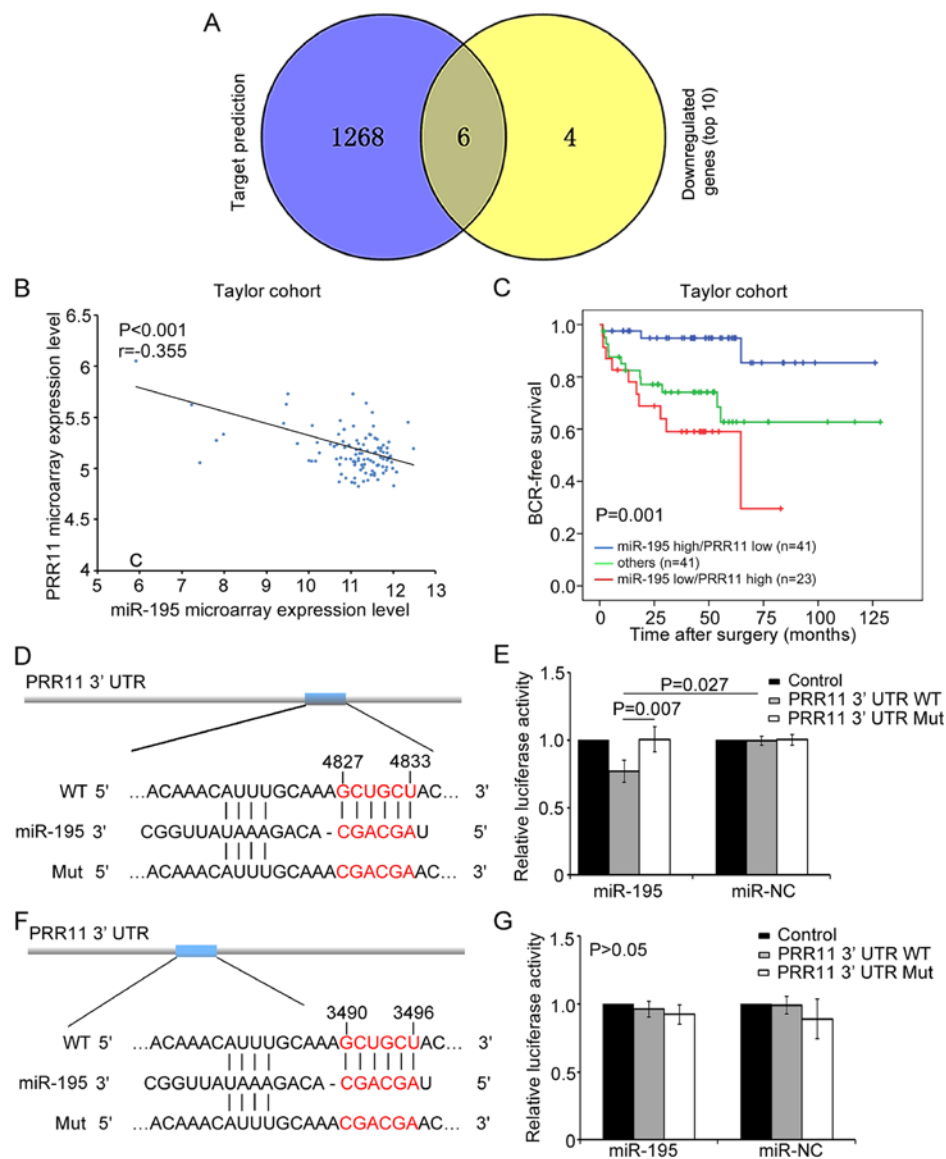 A
Target prediction
1268
6
4
Downregulated
genes (top 10)
B
Taylor cohort
P<0.001
r=-0.355
PRR11 microarray expression level
6.5
6
5.5
5
4.5
4
C
5 6 7 8 9 10 11 12 13
miR-195 microarray expression level
C
Taylor cohort
BCR-free survival
1.0
0.8
0.6
0.4
0.2
0.0
P=0.001
miR-195 high/PRR11 low (n=41)
others (n=41)
miR-195 low/PRR11 high (n=23)
0 25 50 75 100 125
Time after surgery (months)
D
PRR11 3' UTR
4827 4833
WT 5' ...ACAAACAUUUGCAAAGCUGCUAC... 3'
miR-195 3' CGGUUAUAAAGACA-CGACGAU 5'
Mut 5' ...ACAAACAUUUGCAAACGACGAAC... 3'
E
Relative luciferase activity
1.5
1.0
0.5
0
Control
PRR11 3' UTR WT
PRR11 3' UTR Mut
P=0.027
P=0.007
miR-195 miR-NC
F
PRR11 3' UTR
3490 3496
WT 5' ...ACAAACAUUUGCAAAGCUGCUAC... 3'
miR-195 3' CGGUUAUAAAGACA-CGACGAU 5'
Mut 5' ...ACAAACAUUUGCAAACGACGAAC... 3'
G
Relative luciferase activity
1.5
1.0
0.5
0
P>0.05
Control
PRR11 3' UTR WT
PRR11 3' UTR Mut
miR-195 miR-NC